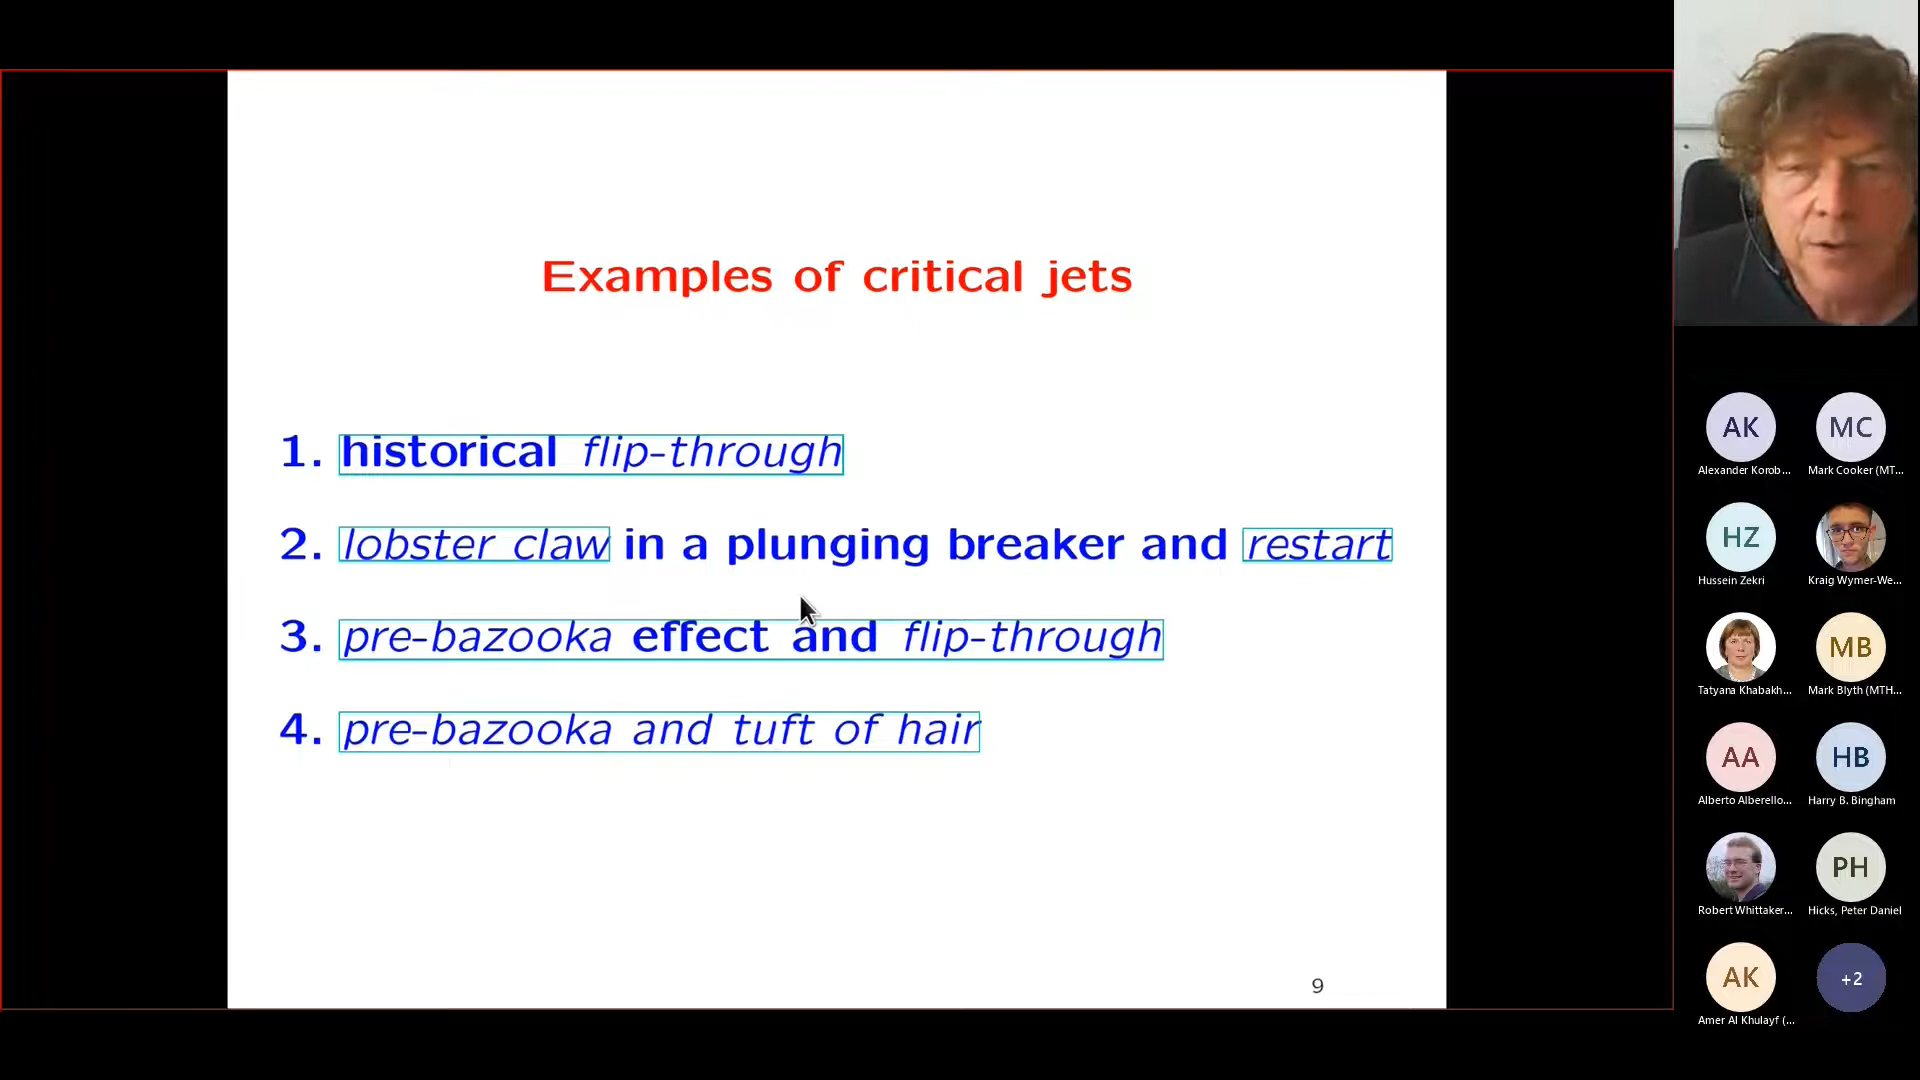 Examples of critical jets
1. historical flip-through
2. lobster claw in a plunging breaker and restart
3. pre-bazooka effect and flip-through
4. pre-bazooka and tuft of hair
9
AK
MC
Alexander Korob...
Mark Cooker (MT...
HZ
Hussein Zekri
Kraig Wymer-We...
MB
Tatyana Khabakh...
Mark Blyth (MTH...
AA
HB
Alberto Alberello...
Harry B. Bingham
PH
Robert Whittaker...
Hicks, Peter Daniel
AK
+2
Amer Al Khulayf (...